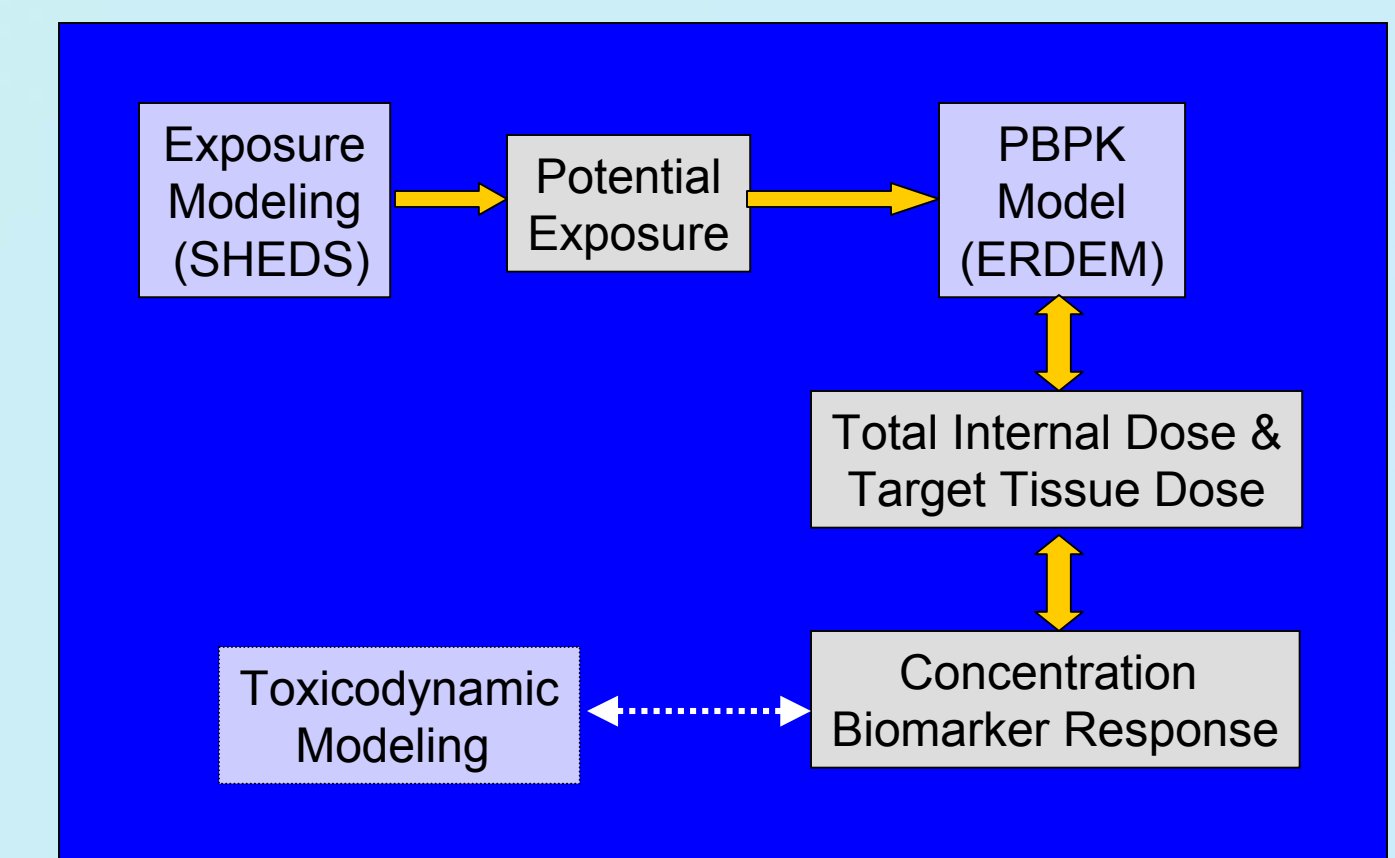 Exposure
Modeling
(SHEDS)
Potential
Exposure
PBPK
Model
(ERDEM)
Total Internal Dose &
Target Tissue Dose
Concentration
Biomarker Response
Toxicodynamic
Modeling